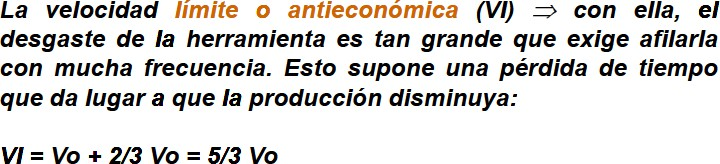 La velocidad límite o antieconómica (Vl) ⇒ con ella, el
desgaste de la herramienta es tan grande que exige afilarla
con mucha frecuencia. Esto supone una pérdida de tiempo
que da lugar a que la producción disminuya:
Vl = Vo + 2/3 Vo = 5/3 Vo